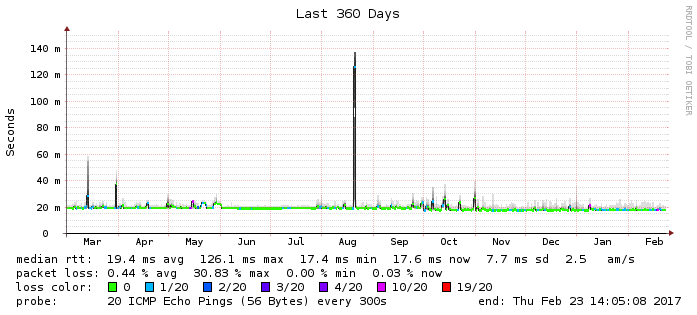 Last 360 Days
RRDTOOL / TOBI OETIKER
Seconds
140 m
120 m
100 m
80 m
60 m
40 m
20 m
0
Mar Apr May Jun Jul Aug Sep Oct Nov Dec Jan Feb
median rtt: 19.4 ms avg 126.1 ms max 17.4 ms min 17.6 ms now 7.7 ms sd 2.5 am/s
packet loss: 0.44 % avg 30.83 % max 0.00 % min 0.03 % now
loss color: 0 1/20 2/20 3/20 4/20 10/20 19/20
probe: 20 ICMP Echo Pings (56 Bytes) every 300s end: Thu Feb 23 14:05:08 2017